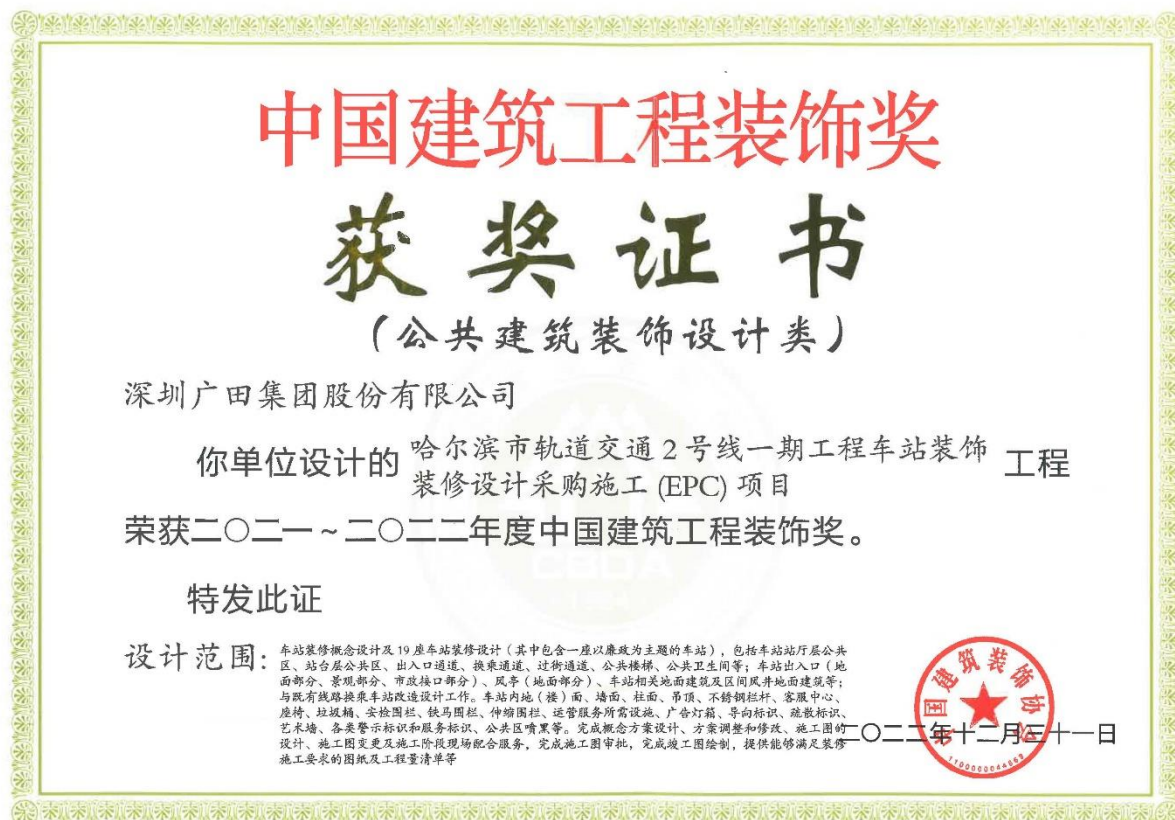 中国建筑工程装饰奖
获奖证书
(公共建筑装饰设计类)
深圳广田集团股份有限公司
你单位设计的 哈尔滨市轨道交通2号线一期工程车站装饰 工程
装修设计采购施工(EPC)项目
荣获二〇二一~二〇二二年度中国建筑工程装饰奖。
特发此证
设计范围:
车站装修概念设计及19座车站装修设计(其中包含一座以廉政为主题的车站),包括车站站厅层公共
区、站台层公共区、出入口通道、换乘通道、过街通道、公共楼梯、公共卫生间等;车站出入口(地
面部分、景观部分、市政接口部分)、风亭(地面部分)、车站相关地面建筑及区间风井地面建筑等;
与既有线路换乘车站改造设计工作。车站内地(楼)面、墙面、柱面、吊顶、不锈钢栏杆、客服中心、
座椅、垃圾桶、安检围栏、铁马围栏、伸缩围栏、运营服务所需设施、广告灯箱、导向标识、疏散标识、
艺术墙、各类警示标识和服务标识、公共区喷黑等。完成概念方案设计、方案调整和修改、施工图的
设计、施工图变更及施工阶段现场配合服务,完成施工图审批,完成竣工图绘制,提供能够满足装修
施工要求的图纸及工程量清单等
中国建筑装饰协会
二〇二二年十二月三十一日
CBDA